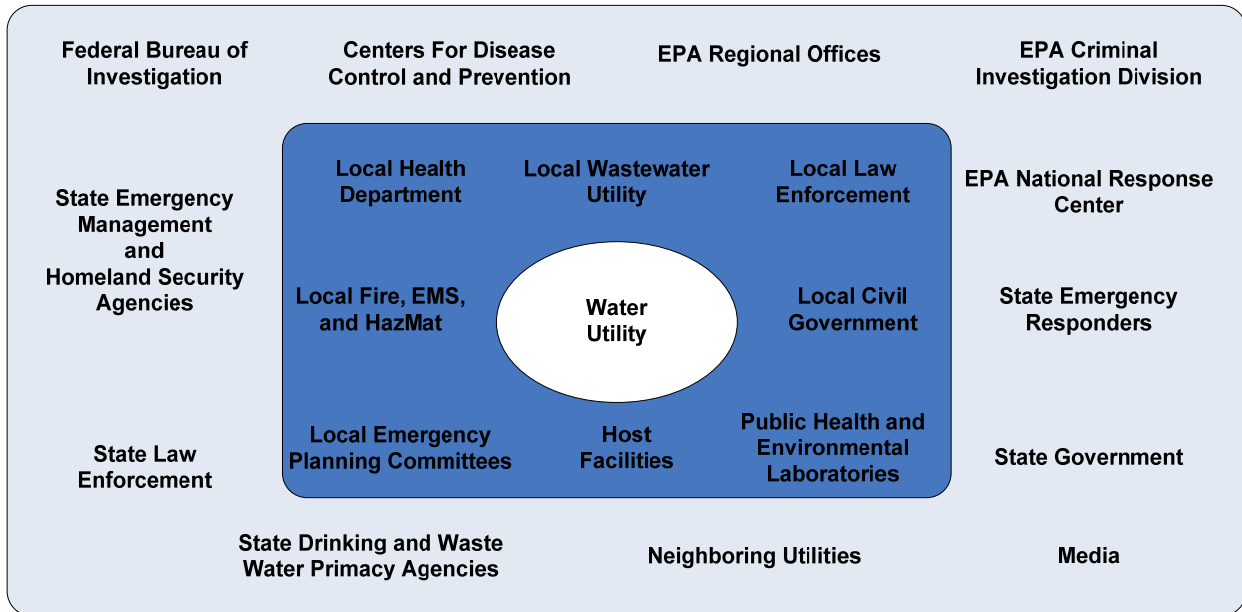 Federal Bureau of
Investigation
Centers For Disease
Control and Prevention
EPA Regional Offices
EPA Criminal
Investigation Division
Local Health
Department
Local Wastewater
Utility
Local Law
Enforcement
State Emergency
Management
and
Homeland Security
Agencies
EPA National Response
Center
Local Fire, EMS,
and HazMat
Water
Utility
Local Civil
Government
State Emergency
Responders
State Law
Enforcement
Local Emergency
Planning Committees
Host
Facilities
Public Health and
Environmental
Laboratories
State Government
State Drinking and Waste
Water Primacy Agencies
Neighboring Utilities
Media